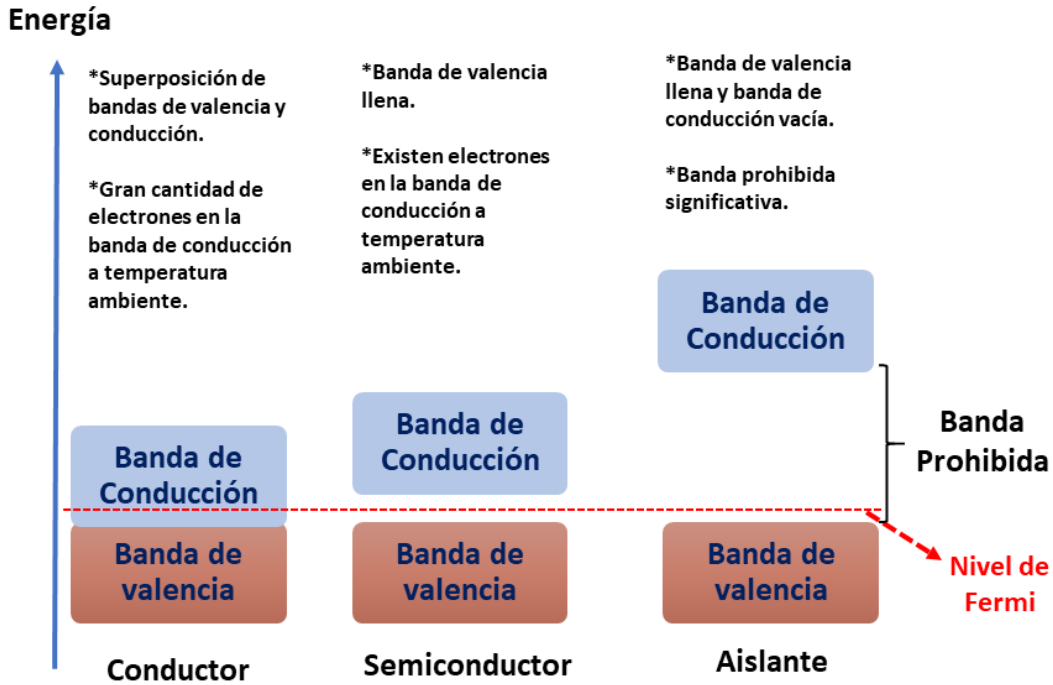 Energía
*Superposición de
bandas de valencia y
conducción.
*Gran cantidad de
electrones en la
banda de conducción
a temperatura
ambiente.
*Banda de valencia
llena.
*Existen electrones
en la banda de
conducción a
temperatura
ambiente.
*Banda de valencia
llena y banda de
conducción vacía.
*Banda prohibida
significativa.
Banda de
Conducción
Banda de
valencia
Conductor
Banda de
Conducción
Banda de
valencia
Semiconductor
Banda de
Conducción
Banda de
valencia
Aislante
Banda
Prohibida
Nivel de
Fermi